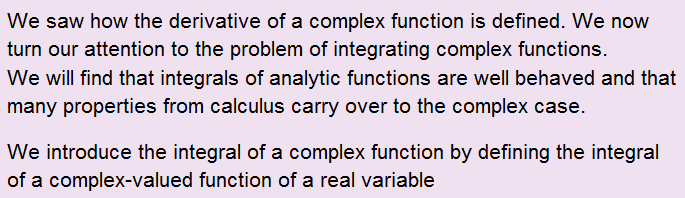 We saw how the derivative of a complex function is defined. We now
turn our attention to the problem of integrating complex functions.
We will find that integrals of analytic functions are well behaved and that
many properties from calculus carry over to the complex case.
We introduce the integral of a complex function by defining the integral
of a complex-valued function of a real variable